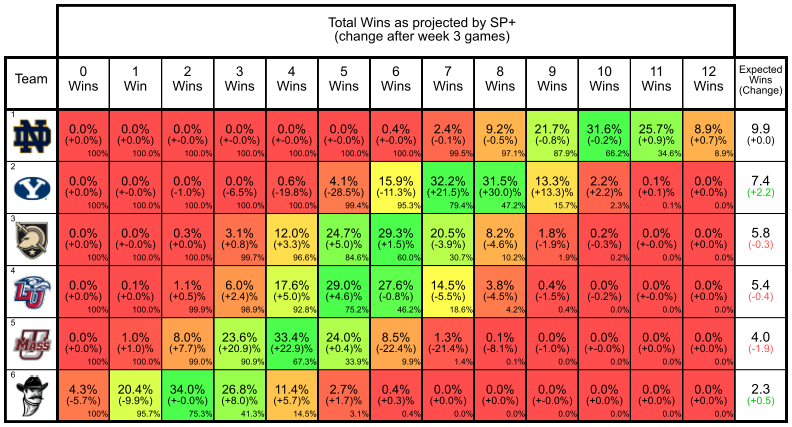 Total Wins as projected by SP+
(change after week 3 games)
Team 0 Wins 1 Win 2 Wins 3 Wins 4 Wins 5 Wins 6 Wins 7 Wins 8 Wins 9 Wins 10 Wins 11 Wins 12 Wins Expected Wins (Change)
1
ND 0.0% 0.0% 0.0% 0.0% 0.0% 0.0% 0.4% 2.4% 9.2% 21.7% 31.6% 25.7% 8.9% 9.9
(+0.0%) (+-0.0%) (+-0.0%) (+-0.0%) (+-0.0%) (+-0.0%) (+-0.0%) (-0.1%) (-0.5%) (-0.8%) (-0.2%) (+0.9%) (+0.7%) (+0.0)
100% 100.0% 100.0% 100.0% 100.0% 100.0% 100.0% 99.5% 97.1% 87.9% 66.2% 34.6% 8.9%
2
Y 0.0% 0.0% 0.0% 0.0% 0.6% 4.1% 15.9% 32.2% 31.5% 13.3% 2.2% 0.1% 0.0% 7.4
(+0.0%) (+-0.0%) (-1.0%) (-6.5%) (-19.8%) (-28.5%) (-11.3%) (+21.5)% (+30.0)% (+13.3)% (+2.2)% (+0.1)% (+0.0%) (+2.2)
100% 100.0% 100.0% 100.0% 100.0% 99.4% 95.3% 79.4% 47.2% 15.7% 2.3% 0.1% 0.0%
3
0.0% 0.0% 0.3% 3.1% 12.0% 24.7% 29.3% 20.5% 8.2% 1.8% 0.2% 0.0% 0.0% 5.8
(+0.0%) (+0.0)% (+0.0)% (+0.8)% (+3.3)% (+5.0)% (+1.5)% (-3.9)% (-4.6)% (-1.9)% (-0.3)% (+-0.0)% (+0.0%) (-0.3)
100% 100.0% 100.0% 99.7% 96.6% 84.6% 60.0% 30.7% 10.2% 1.9% 0.2% 0.0% 0.0%
4
LU 0.0% 0.1% 1.1% 6.0% 17.6% 29.0% 27.6% 14.5% 3.8% 0.4% 0.0% 0.0% 0.0% 5.4
(+0.0%) (+0.0)% (+0.5)% (+2.4)% (+5.0)% (+4.6)% (-0.8)% (-5.5)% (-4.5)% (-1.5)% (-0.2)% (+-0.0)% (+0.0%) (-0.4)
100% 100.0% 99.9% 98.9% 92.8% 75.2% 46.2% 18.6% 4.2% 0.4% 0.0% 0.0% 0.0%
5
U MASS 0.0% 1.0% 8.0% 23.6% 33.4% 24.0% 8.5% 1.3% 0.1% 0.0% 0.0% 0.0% 0.0% 4.0
(+0.0%) (+1.0)% (+7.7)% (+20.9)% (+22.9)% (+0.4)% (-22.4)% (-21.4)% (-8.1)% (-1.0)% (+-0.0)% (+0.0%) (+0.0%) (-1.9)
100% 100.0% 99.0% 90.9% 67.3% 33.9% 9.9% 1.4% 0.1% 0.0% 0.0% 0.0% 0.0%
6
4.3% 20.4% 34.0% 26.8% 11.4% 2.7% 0.4% 0.0% 0.0% 0.0% 0.0% 0.0% 0.0% 2.3
(-5.7%) (-9.9%) (+-0.0%) (+8.0)% (+5.7)% (+1.7)% (+0.3)% (+0.0)% (+0.0)% (+0.0)% (+0.0)% (+0.0%) (+0.0%) (+0.5)
100% 95.7% 75.3% 41.3% 14.5% 3.1% 0.4% 0.0% 0.0% 0.0% 0.0% 0.0% 0.0%